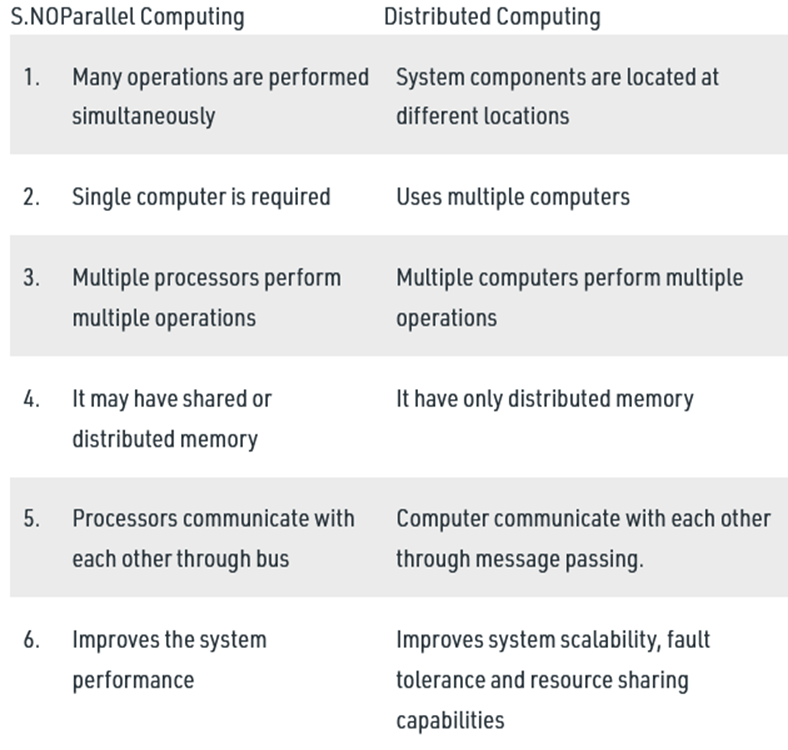 S.NOParallel Computing Distributed Computing
1. Many operations are performed simultaneously System components are located at different locations
2. Single computer is required Uses multiple computers
3. Multiple processors perform multiple operations Multiple computers perform multiple operations
4. It may have shared or distributed memory It have only distributed memory
5. Processors communicate with each other through bus Computer communicate with each other through message passing.
6. Improves the system performance Improves system scalability, fault tolerance and resource sharing capabilities